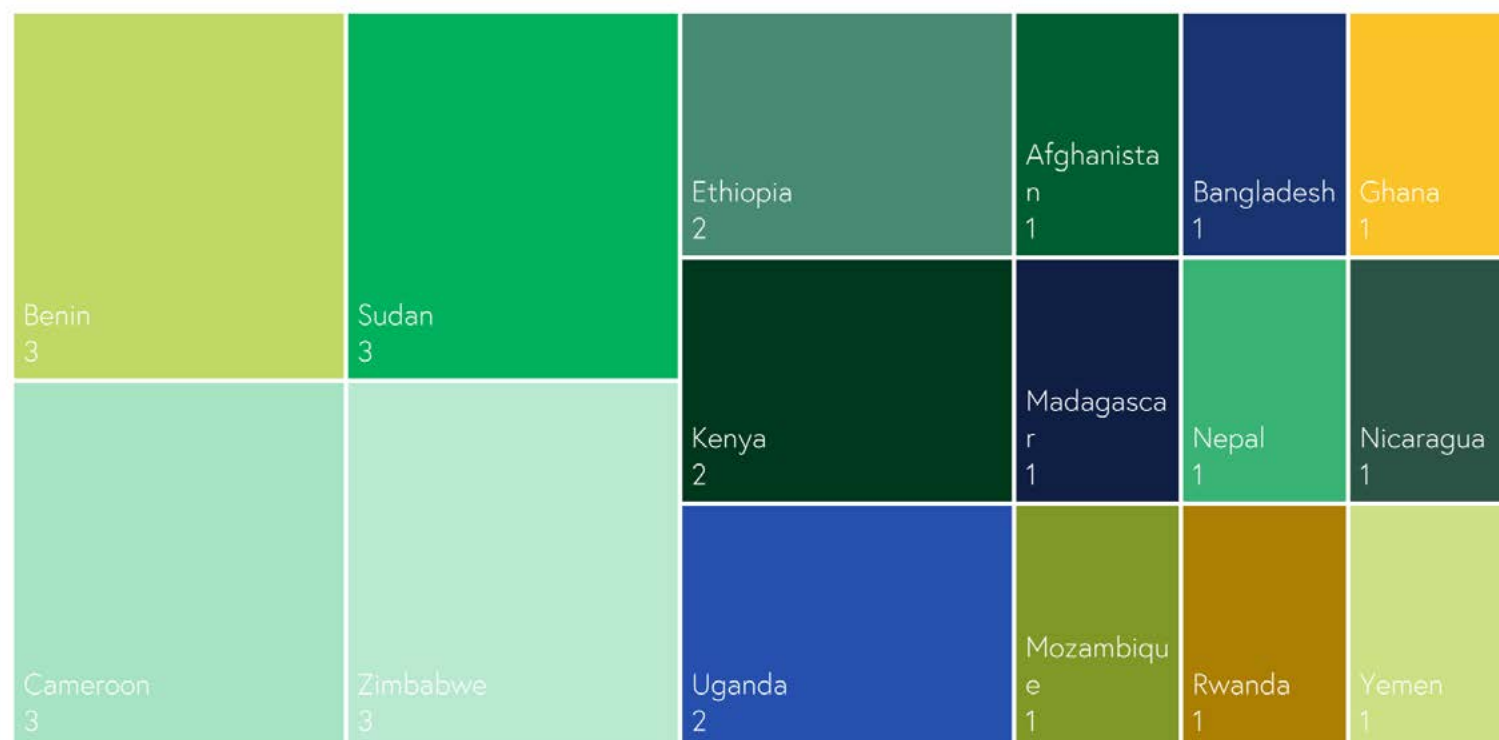 Benin
3
Sudan
3
Cameroon
3
Zimbabwe
3
Ethiopia
2
Kenya
2
Uganda
2
Afghanista
n
1
Bangladesh
1
Ghana
1
Madagasca
r
1
Nepal
1
Nicaragua
1
Mozambiqu
e
1
Rwanda
1
Yemen
1